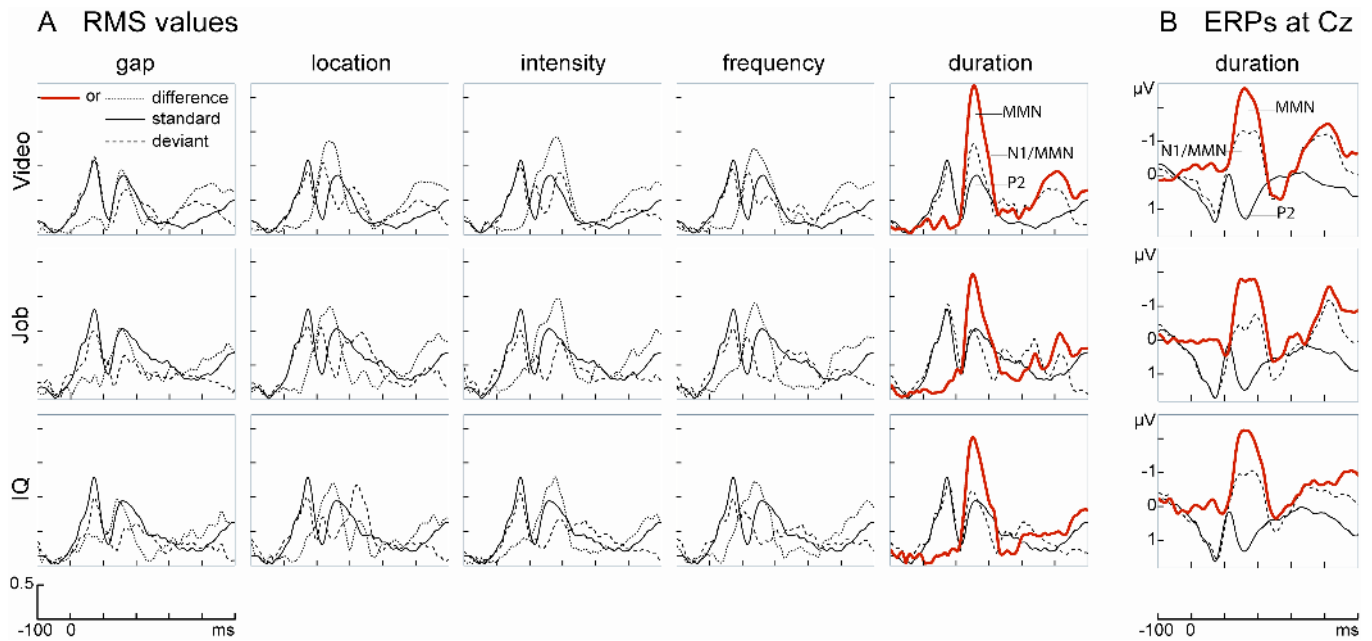 A RMS values
B ERPs at Cz
gap location intensity frequency duration duration
Video
or difference
standard
deviant
MMN
N1/MMN
P2
µV
-1
0
1
MMN
N1/MMN
P2
Job
µV
-1
0
1
IQ
µV
-1
0
1
0.5
-100 0 ms
-100 0 ms